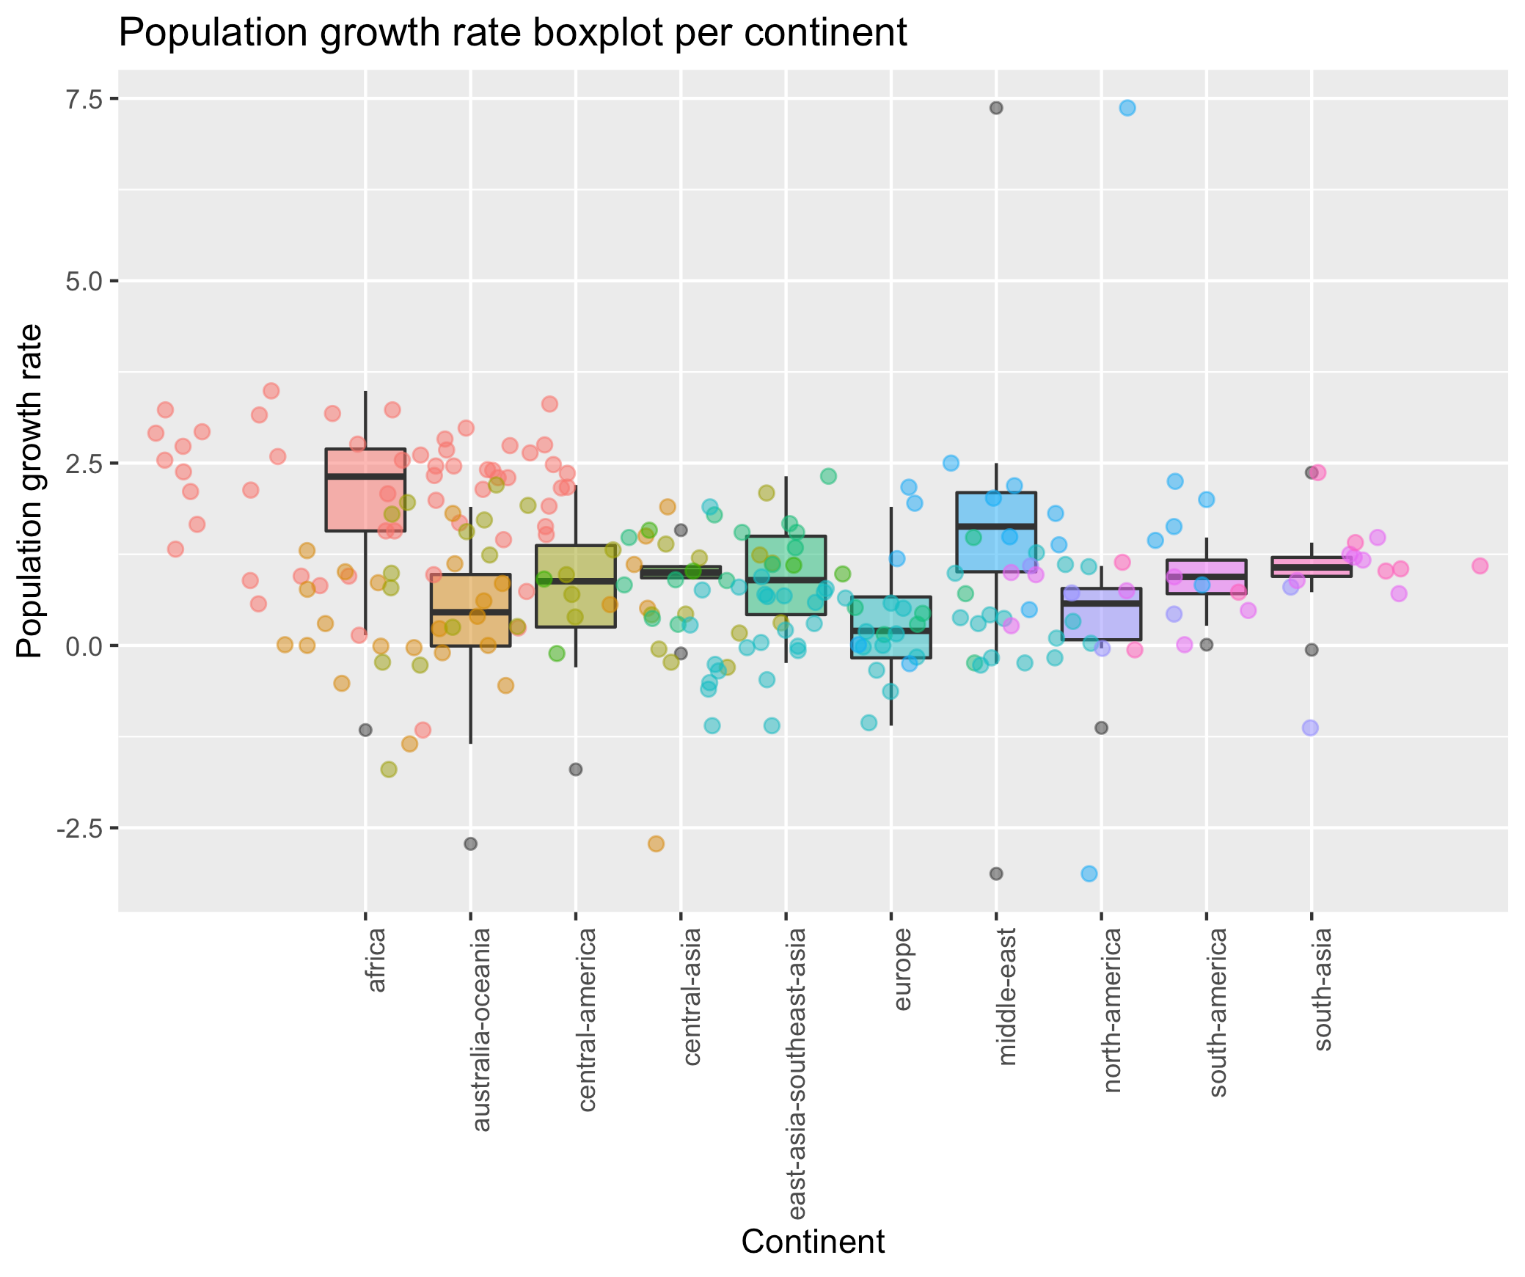 Population growth rate boxplot per continent
Population growth rate
7.5
5.0
2.5
0.0
-2.5
africa
australia-oceania
central-america
central-asia
east-asia-southeast-asia
europe
middle-east
north-america
south-america
south-asia
Continent